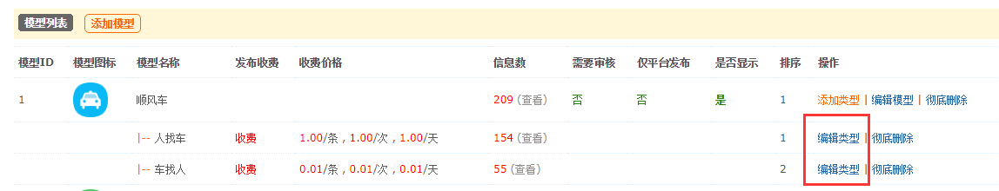 模型列表 添加模型
模型ID 模型图标 模型名称 发布收费 收费价格 信息数 需要审核 仅平台发布 是否显示 排序 操作
1 顺风车 209 (查看) 否 否 是 1 添加类型 | 编辑模型 | 彻底删除
|-- 人找车 收费 1.00/条 , 1.00/次 , 1.00/天 154 (查看) 1 编辑类型 | 彻底删除
|-- 车找人 收费 0.01/条 , 0.01/次 , 0.01/天 55 (查看) 2 编辑类型 | 彻底删除